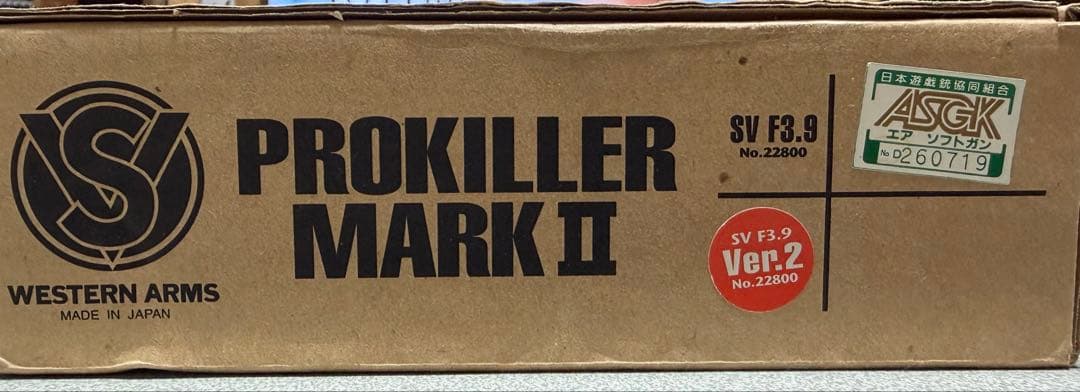 WS
WESTERN ARMS
MADE IN JAPAN
PROKILLER
MARK II
SV F3.9
No.22800
SV F3.9
Ver.2
No.22800
日本遊戯銃協同組合
ASGK
エア ソフトガン
No D260719